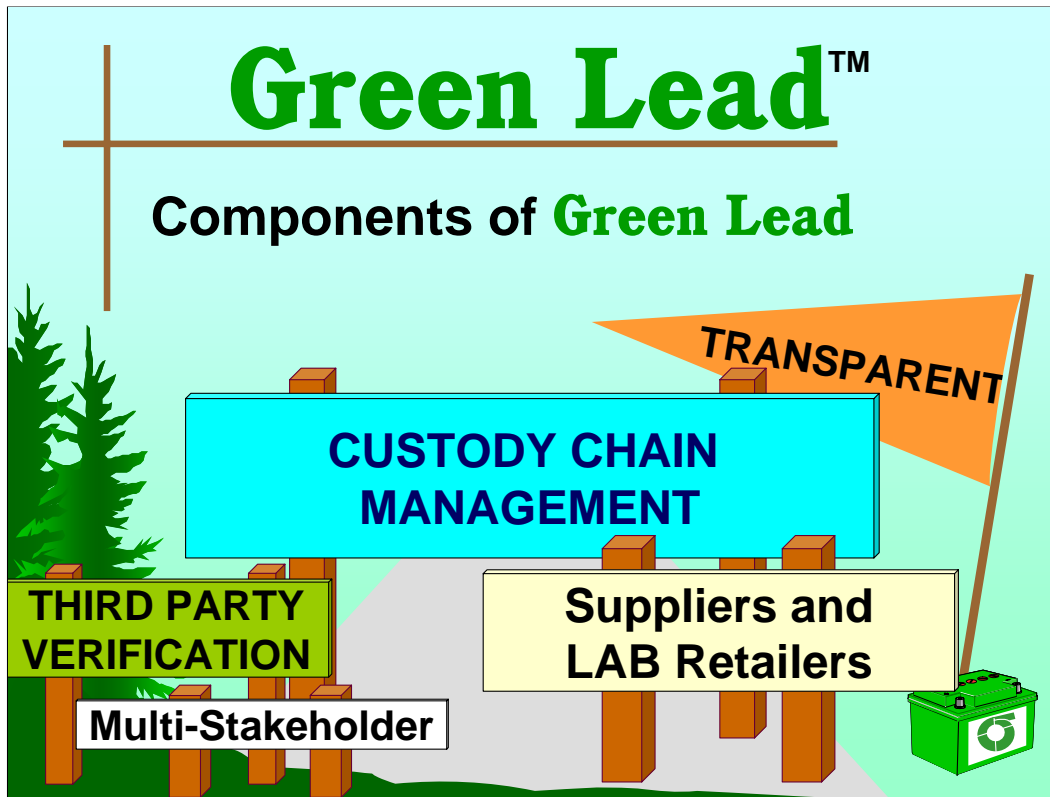 Green Lead™
Components of Green Lead
TRANSPARENT
CUSTODY CHAIN
MANAGEMENT
THIRD PARTY
VERIFICATION
Suppliers and
LAB Retailers
Multi-Stakeholder